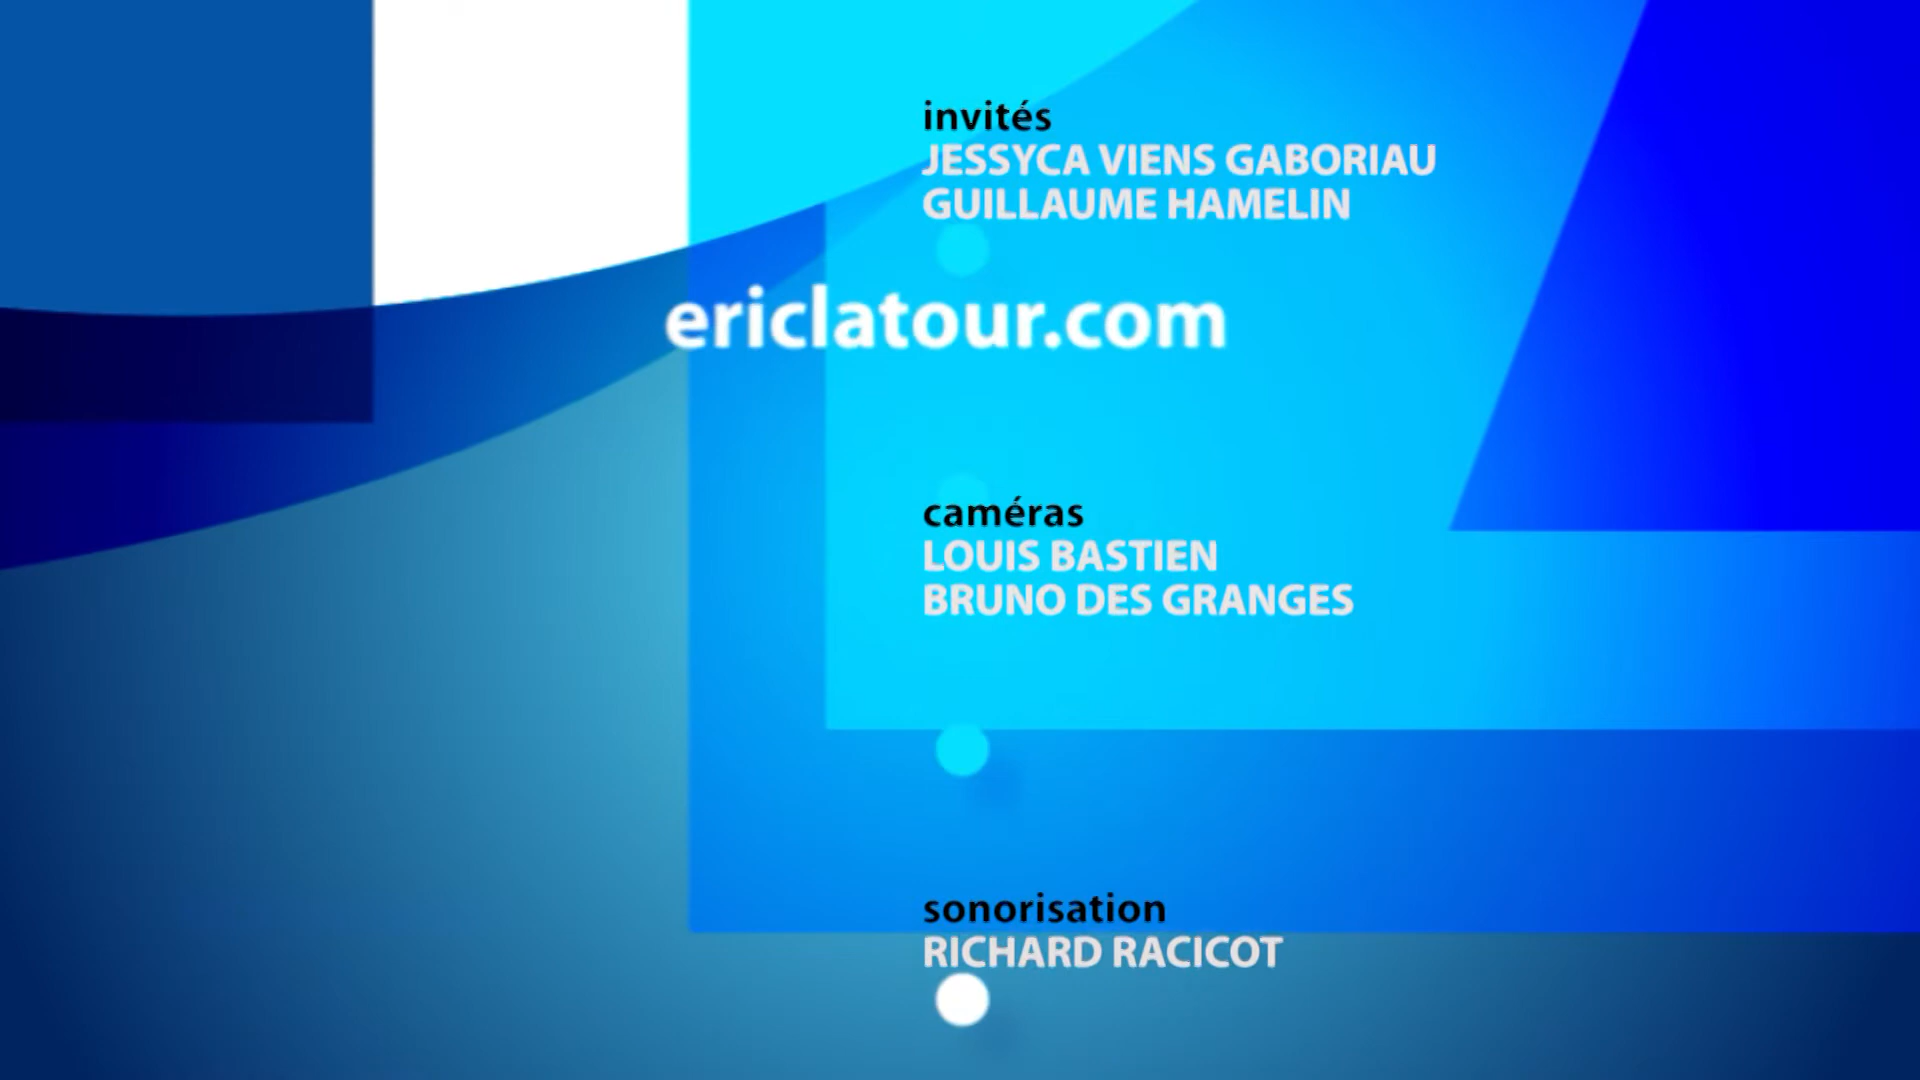 invités
JESSYCA VIENS GABORIAU
GUILLAUME HAMELIN
ericlatour.com
caméras
LOUIS BASTIEN
BRUNO DES GRANGES
sonorisation
RICHARD RACICOT